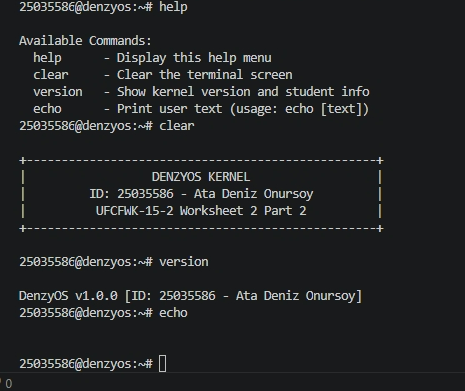 25035586@denzyos:~# help
Available Commands:
help - Display this help menu
clear - Clear the terminal screen
version - Show kernel version and student info
echo - Print user text (usage: echo [text])
25035586@denzyos:~# clear
+--------------------------------------------------+
| DENZYOS KERNEL |
| ID: 25035586 - Ata Deniz Onursoy |
| UFCFWK-15-2 Worksheet 2 Part 2 |
+--------------------------------------------------+
25035586@denzyos:~# version
DenzyOS v1.0.0 [ID: 25035586 - Ata Deniz Onursoy]
25035586@denzyos:~# echo
25035586@denzyos:~#
0